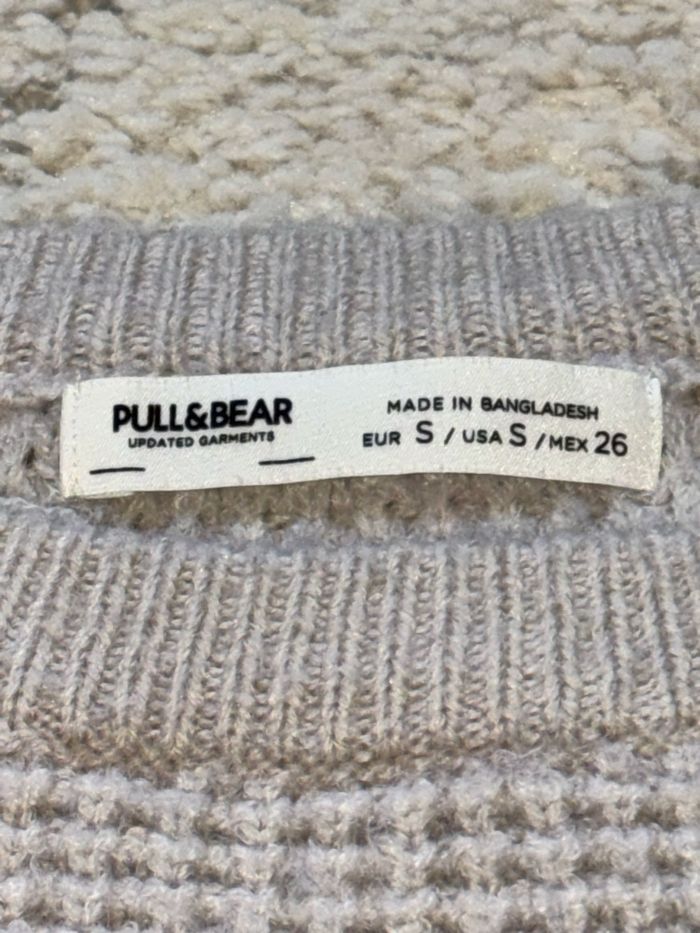 PULL&BEAR
UPDATED GARMENTS
MADE IN BANGLADESH
EUR S / USA S / MEX 26